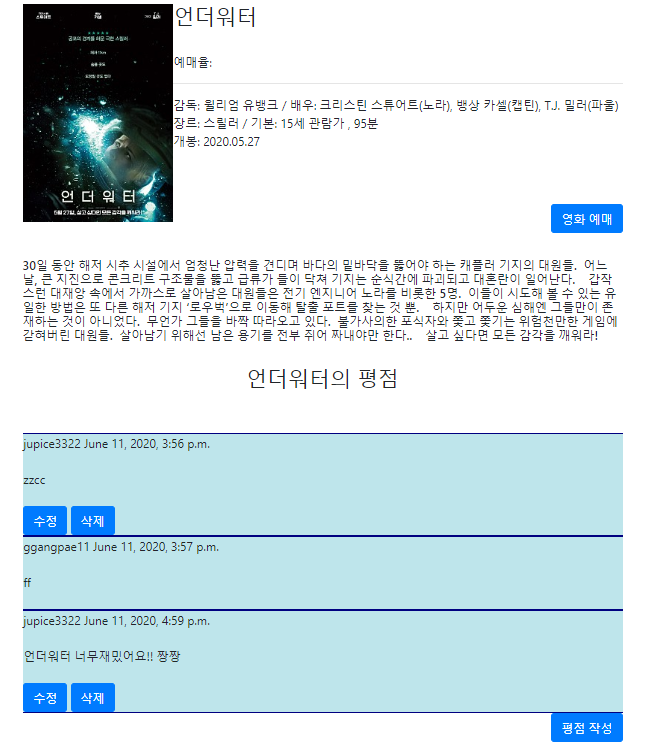 언더워터
예매율:
감독: 윌리엄 유뱅크 / 배우: 크리스틴 스튜어트(노라), 뱅상 카셀(캡틴), T.J. 밀러(파울)
장르: 스릴러 / 기본: 15세 관람가 , 95분
개봉: 2020.05.27
언더워터
영화 예매
30일 동안 해저 시추 시설에서 엄청난 압력을 견디며 바다의 밑바닥을 뚫어야 하는 캐플러 기지의 대원들. 어느
날, 큰 지진으로 콘크리트 구조물을 뚫고 급류가 들이 닥쳐 기지는 순식간에 파괴되고 대혼란이 일어난다. 갑작
스런 대재앙 속에서 가까스로 살아남은 대원들은 전기 엔지니어 노라를 비롯한 5명. 이들이 시도해 볼 수 있는 유
일한 방법은 또 다른 해저 기지 ‘로우벅’으로 이동해 탈출 포트를 찾는 것 뿐. 하지만 어두운 심해엔 그들만이 존
재하는 것이 아니었다. 무언가 그들을 바짝 따라오고 있다. 불가사의한 포식자와 쫓고 쫓기는 위험천만한 게임에
갇혀버린 대원들. 살아남기 위해선 남은 용기를 전부 쥐어 짜내야만 한다.. 살고 싶다면 모든 감각을 깨워라!
언더워터의 평점
jupice3322 June 11, 2020, 3:56 p.m.
zzcc
수정 삭제
ggangpae11 June 11, 2020, 3:57 p.m.
ff
jupice3322 June 11, 2020, 4:59 p.m.
언더워터 너무재밌어요!! 짱짱
수정 삭제
평점 작성